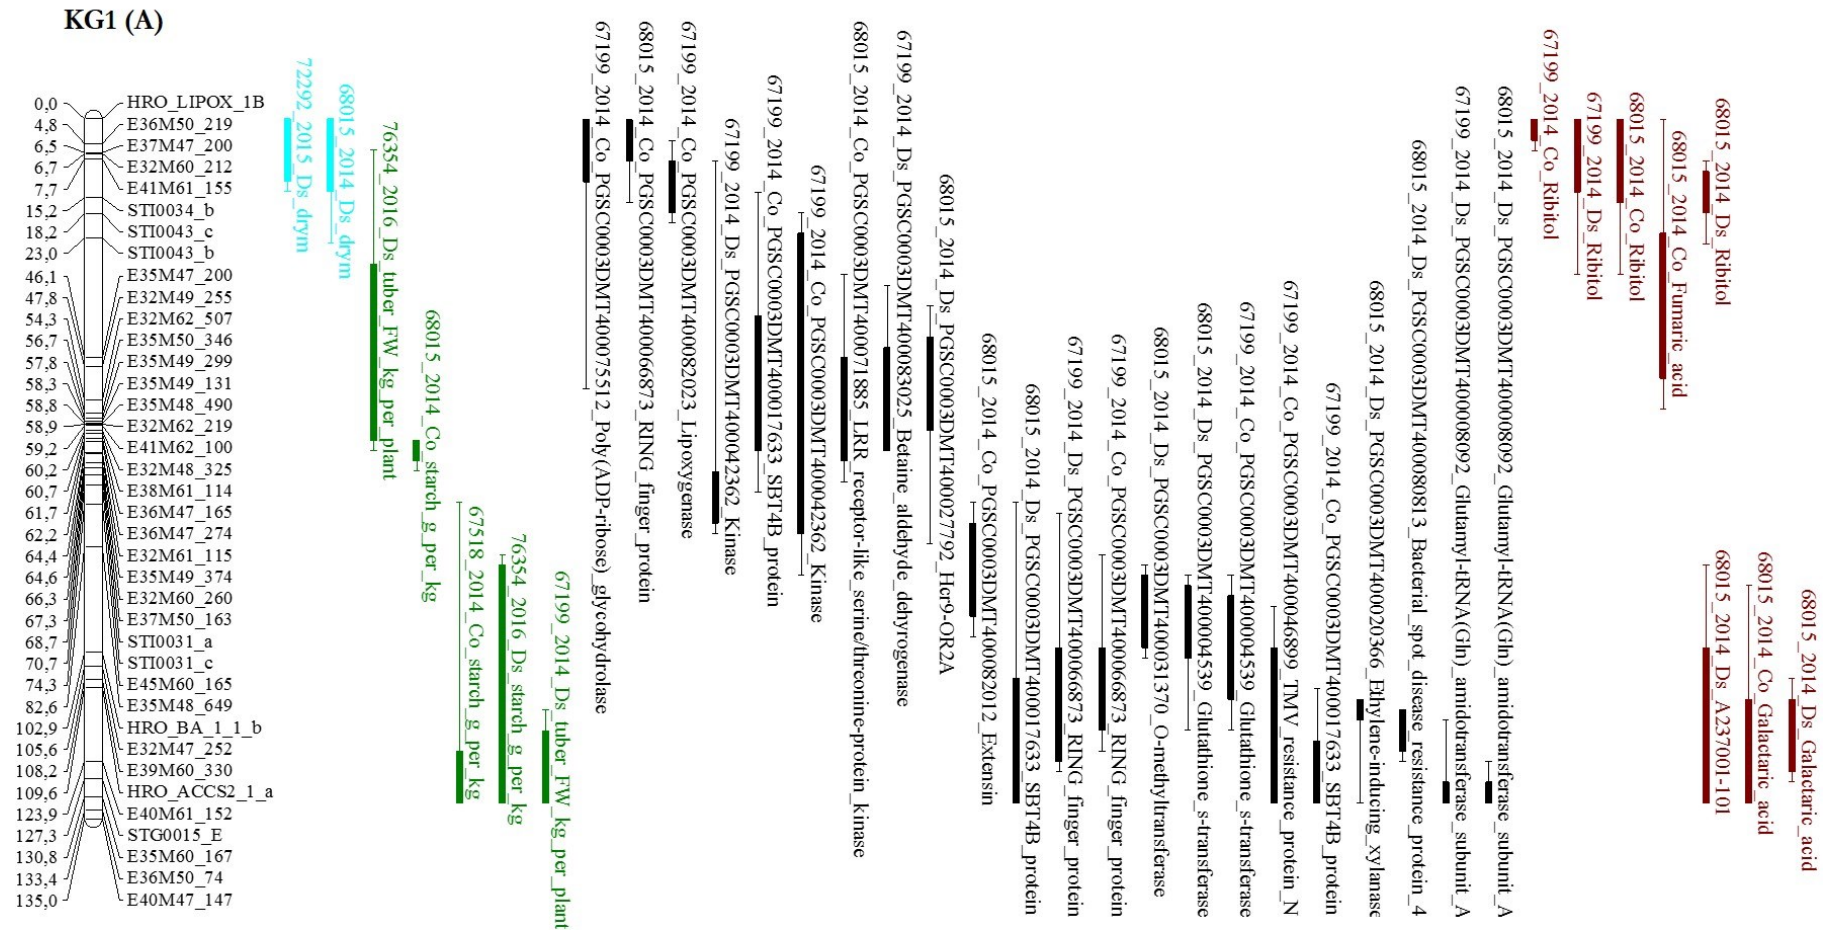 KG1 (A)
0,0 HRO_LIPOX_1B
4,8 E36M50_219
6,5 E37M47_200
6,7 E32M60_212
7,7 E41M61_155
15,2 STI0034_b
18,2 STI0043_c
23,0 STI0043_b
46,1 E35M47_200
47,8 E32M49_255
54,3 E32M62_507
56,7 E35M50_346
57,8 E35M49_299
58,3 E35M49_131
58,8 E35M48_490
58,9 E32M62_219
59,2 E41M62_100
60,2 E32M48_325
60,7 E38M61_114
61,7 E36M47_165
62,2 E36M47_274
64,4 E32M61_115
64,6 E35M49_374
66,3 E32M60_260
67,3 E37M50_163
68,7 STI0031_a
70,7 STI0031_c
74,3 E45M60_165
82,6 E35M48_649
102,9 HRO_BA_1_1_b
105,6 E32M47_252
108,2 E39M60_330
109,6 HRO_ACCS2_1_a
123,9 E40M61_152
127,3 STG0015_E
130,8 E35M60_167
133,4 E36M50_74
135,0 E40M47_147
72292_2015_Ds_drym
68015_2014_Ds_drym
76354_2016_Ds_tuber_FW_kg_per_plant
68015_2014_Co_starch_g_per_kg
67518_2014_Co_starch_g_per_kg
76354_2016_Ds_starch_g_per_kg
67199_2014_Ds_tuber_FW_kg_per_plant
67199_2014_Co_PGSC0003DMT400075512_Poly(ADP-ribose)_glycohydrolase
68015_2014_Co_PGSC0003DMT400066873_RING_finger_protein
67199_2014_Co_PGSC0003DMT400082023_Lipoxygenase
67199_2014_Ds_PGSC0003DMT400042362_Kinase
67199_2014_Co_PGSC0003DMT400017633_SBT4B_protein
67199_2014_Co_PGSC0003DMT400042362_Kinase
68015_2014_Co_PGSC0003DMT400071885_LRR_receptor-like_serine/threonine-protein_kinase
67199_2014_Ds_PGSC0003DMT400083025_Betaine_aldehyde_dehyrogenase
68015_2014_Ds_PGSC0003DMT400027792_Hcr9-OR2A
68015_2014_Co_PGSC0003DMT400082012_Extensin
68015_2014_Ds_PGSC0003DMT400017633_SBT4B_protein
67199_2014_Ds_PGSC0003DMT400066873_RING_finger_protein
67199_2014_Co_PGSC0003DMT400066873_RING_finger_protein
68015_2014_Ds_PGSC0003DMT400031370_O-methyltransferase
68015_2014_Ds_PGSC0003DMT400004539_Glutathione_s-transferase
67199_2014_Co_PGSC0003DMT400004539_Glutathione_s-transferase
67199_2014_Co_PGSC0003DMT400046899_TMV_resistance_protein_N
67199_2014_Co_PGSC0003DMT400017633_SBT4B_protein
68015_2014_Ds_PGSC0003DMT400020366_Ethylene-inducing_xylanase
68015_2014_Ds_PGSC0003DMT400080813_Bacterial_spot_disease_resistance_protein_4
67199_2014_Ds_PGSC0003DMT400008092_Glutamyl-tRNA(Gln)_amidotransferase_subunit_A
68015_2014_Ds_PGSC0003DMT400008092_Glutamyl-tRNA(Gln)_amidotransferase_subunit_A
67199_2014_Co_Ribitol
67199_2014_Ds_Ribitol
68015_2014_Co_Ribitol
68015_2014_Co_Fumaric_acid
68015_2014_Ds_Ribitol
68015_2014_Ds_A237001-101
68015_2014_Co_Galactaric_acid
68015_2014_Ds_Galactaric_acid